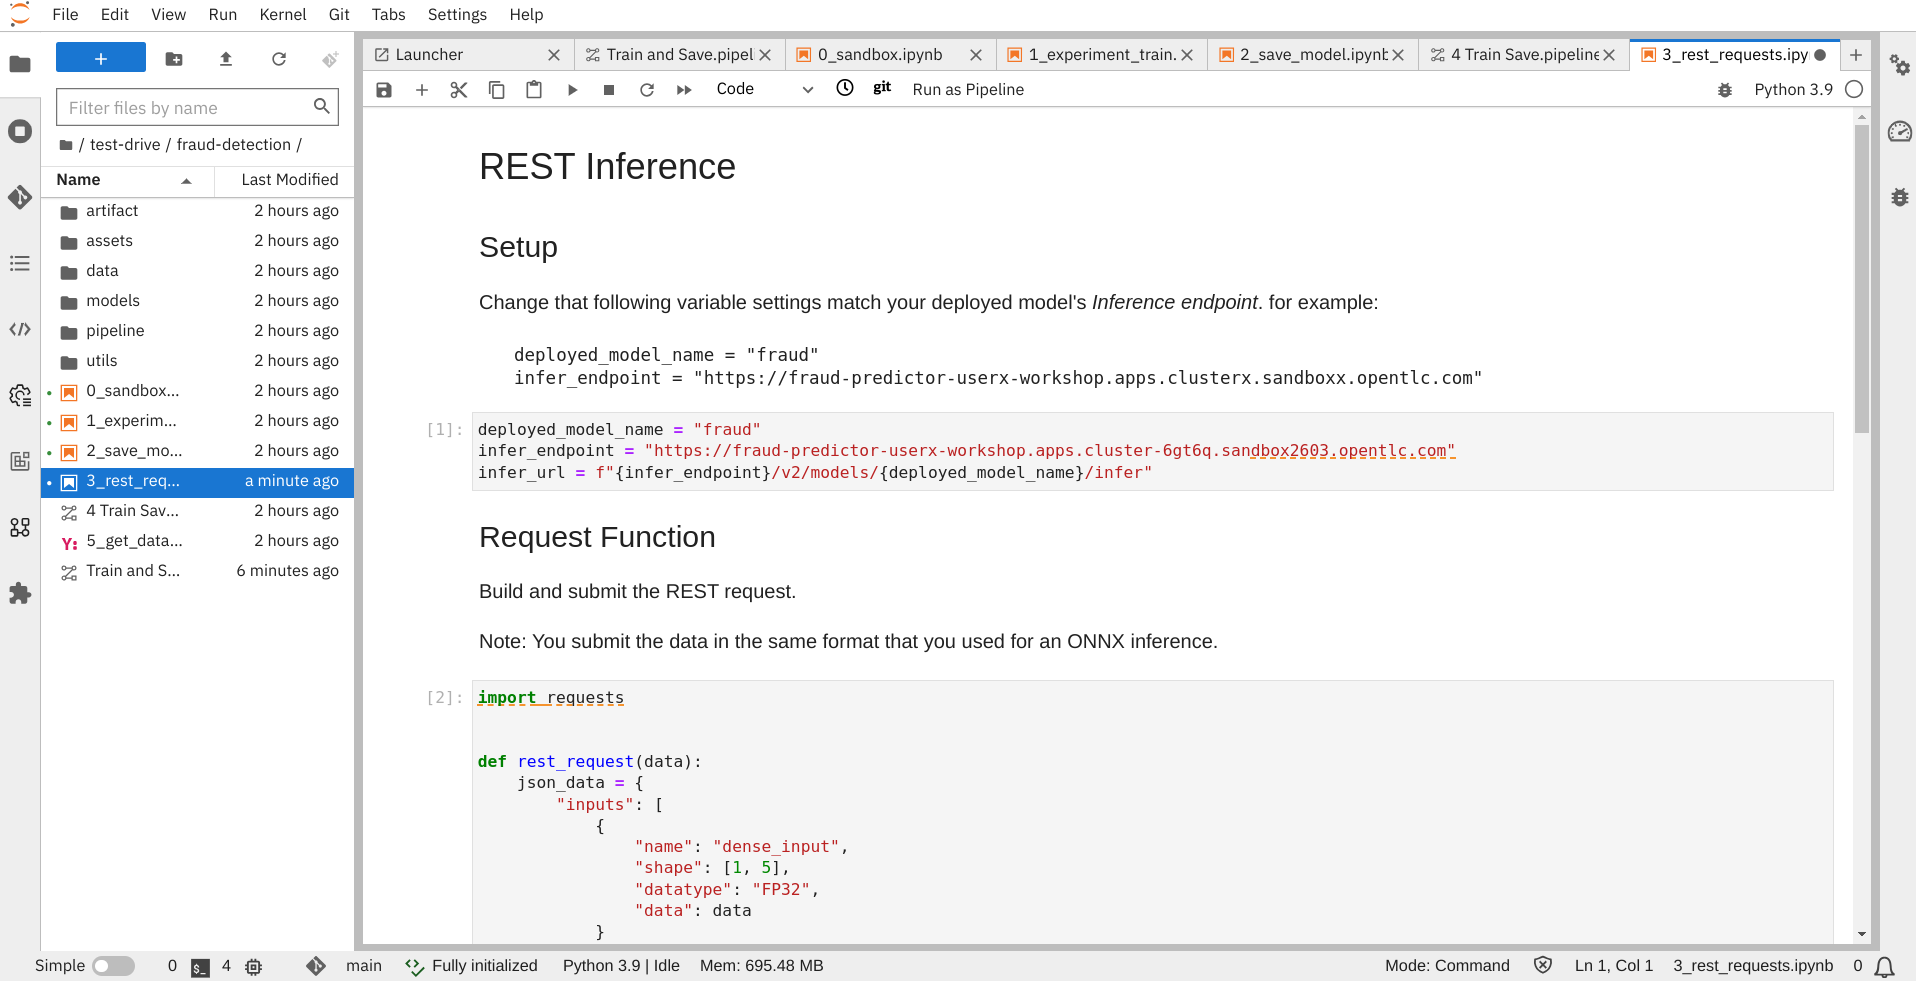 File Edit View Run Kernel Git Tabs Settings Help
Launcher
Train and Save.pipel
0_sandbox.ipynb
1_experiment_train.
2_save_model.ipynb
4 Train Save.pipeline
3_rest_requests.ipy
+
Filter files by name
/ test-drive / fraud-detection /
Name Last Modified
artifact 2 hours ago
assets 2 hours ago
data 2 hours ago
models 2 hours ago
pipeline 2 hours ago
utils 2 hours ago
0_sandbox... 2 hours ago
1_experim... 2 hours ago
2_save_mo... 2 hours ago
3_rest_req... a minute ago
4 Train Sav... 2 hours ago
Y: 5_get_data... 2 hours ago
Train and S... 6 minutes ago
Code git Run as Pipeline Python 3.9
REST Inference
Setup
Change that following variable settings match your deployed model's Inference endpoint. for example:
deployed_model_name = "fraud"
infer_endpoint = "https://fraud-predictor-userx-workshop.apps.clusterx.sandboxx.opentlc.com"
[1]: deployed_model_name = "fraud"
infer_endpoint = "https://fraud-predictor-userx-workshop.apps.cluster-6gt6q.sandbox2603.opentlc.com"
infer_url = f"{infer_endpoint}/v2/models/{deployed_model_name}/infer"
Request Function
Build and submit the REST request.
Note: You submit the data in the same format that you used for an ONNX inference.
[2]: import requests
def rest_request(data):
json_data = {
"inputs": [
{
"name": "dense_input",
"shape": [1, 5],
"datatype": "FP32",
"data": data
}
Simple 0 $_ 4 main Fully initialized Python 3.9 | Idle Mem: 695.48 MB Mode: Command Ln 1, Col 1 3_rest_requests.ipynb 0